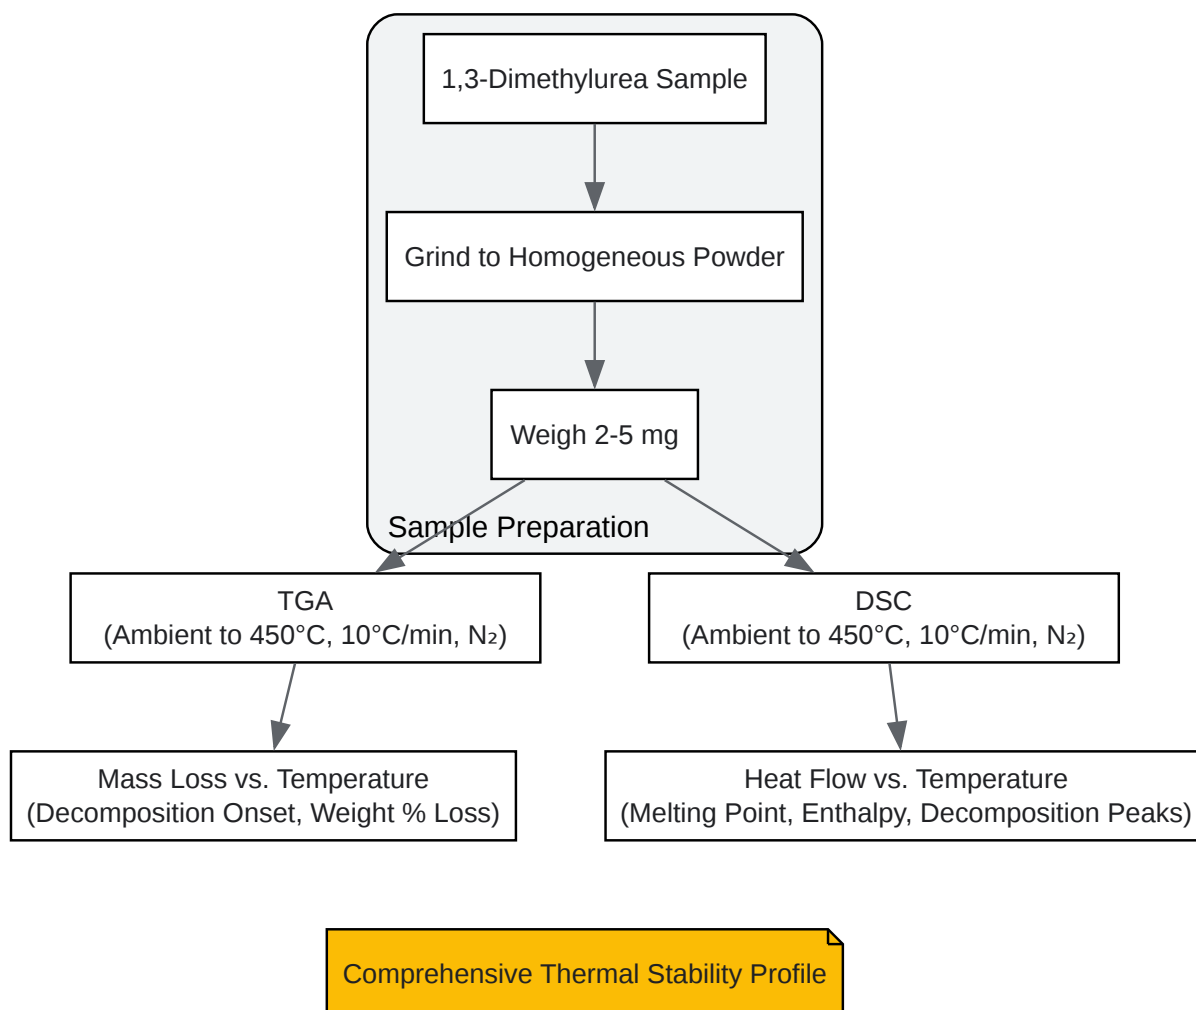 1,3-Dimethylurea Sample
Grind to Homogeneous Powder
Weigh 2-5 mg
Sample Preparation
TGA
(Ambient to 450°C, 10°C/min, N₂)
DSC
(Ambient to 450°C, 10°C/min, N₂)
Mass Loss vs. Temperature
(Decomposition Onset, Weight % Loss)
Heat Flow vs. Temperature
(Melting Point, Enthalpy, Decomposition Peaks)
Comprehensive Thermal Stability Profile